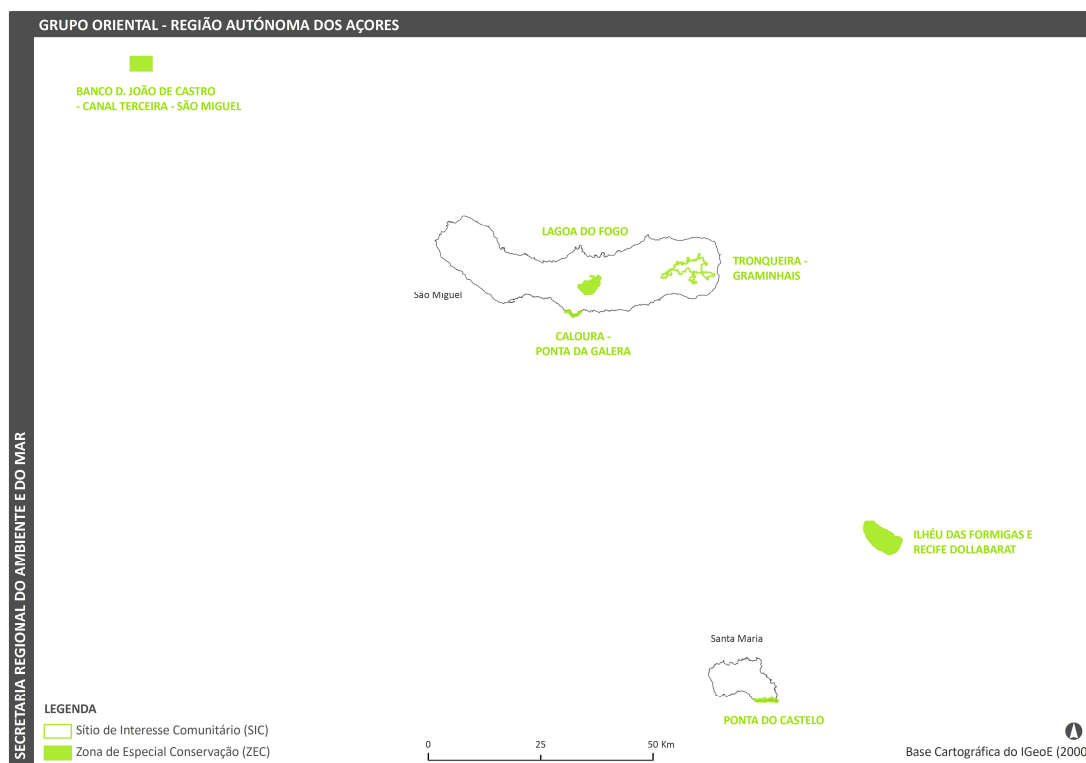 GRUPO ORIENTAL - REGIÃO AUTÓNOMA DOS AÇORES
BANCO D. JOÃO DE CASTRO
- CANAL TERCEIRA - SÃO MIGUEL
LAGOA DO FOGO
TRONQUEIRA -
GRAMINHAIS
São Miguel
CALOURA -
PONTA DA GALERA
SECRETARIA REGIONAL DO AMBIENTE E DO MAR
ILHÉU DAS FORMIGAS E
RECIFE DOLLABARAT
Santa Maria
PONTA DO CASTELO
LEGENDA
Sítio de Interesse Comunitário (SIC)
Zona de Especial Conservação (ZEC)
0 25 50 Km
Base Cartográfica do IGeoE (2000